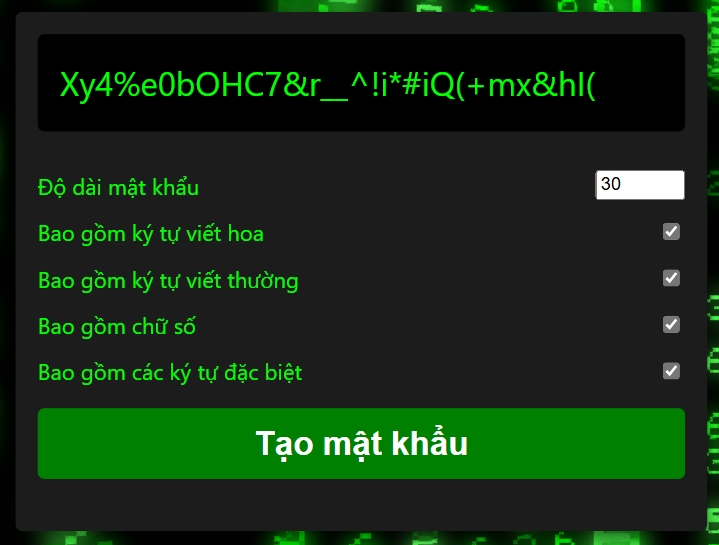 Xy4%e0bOHC7&r__^!i*#iQ(+mx&hI(
Độ dài mật khẩu
30
Bao gồm ký tự viết hoa
Bao gồm ký tự viết thường
Bao gồm chữ số
Bao gồm các ký tự đặc biệt
Tạo mật khẩu